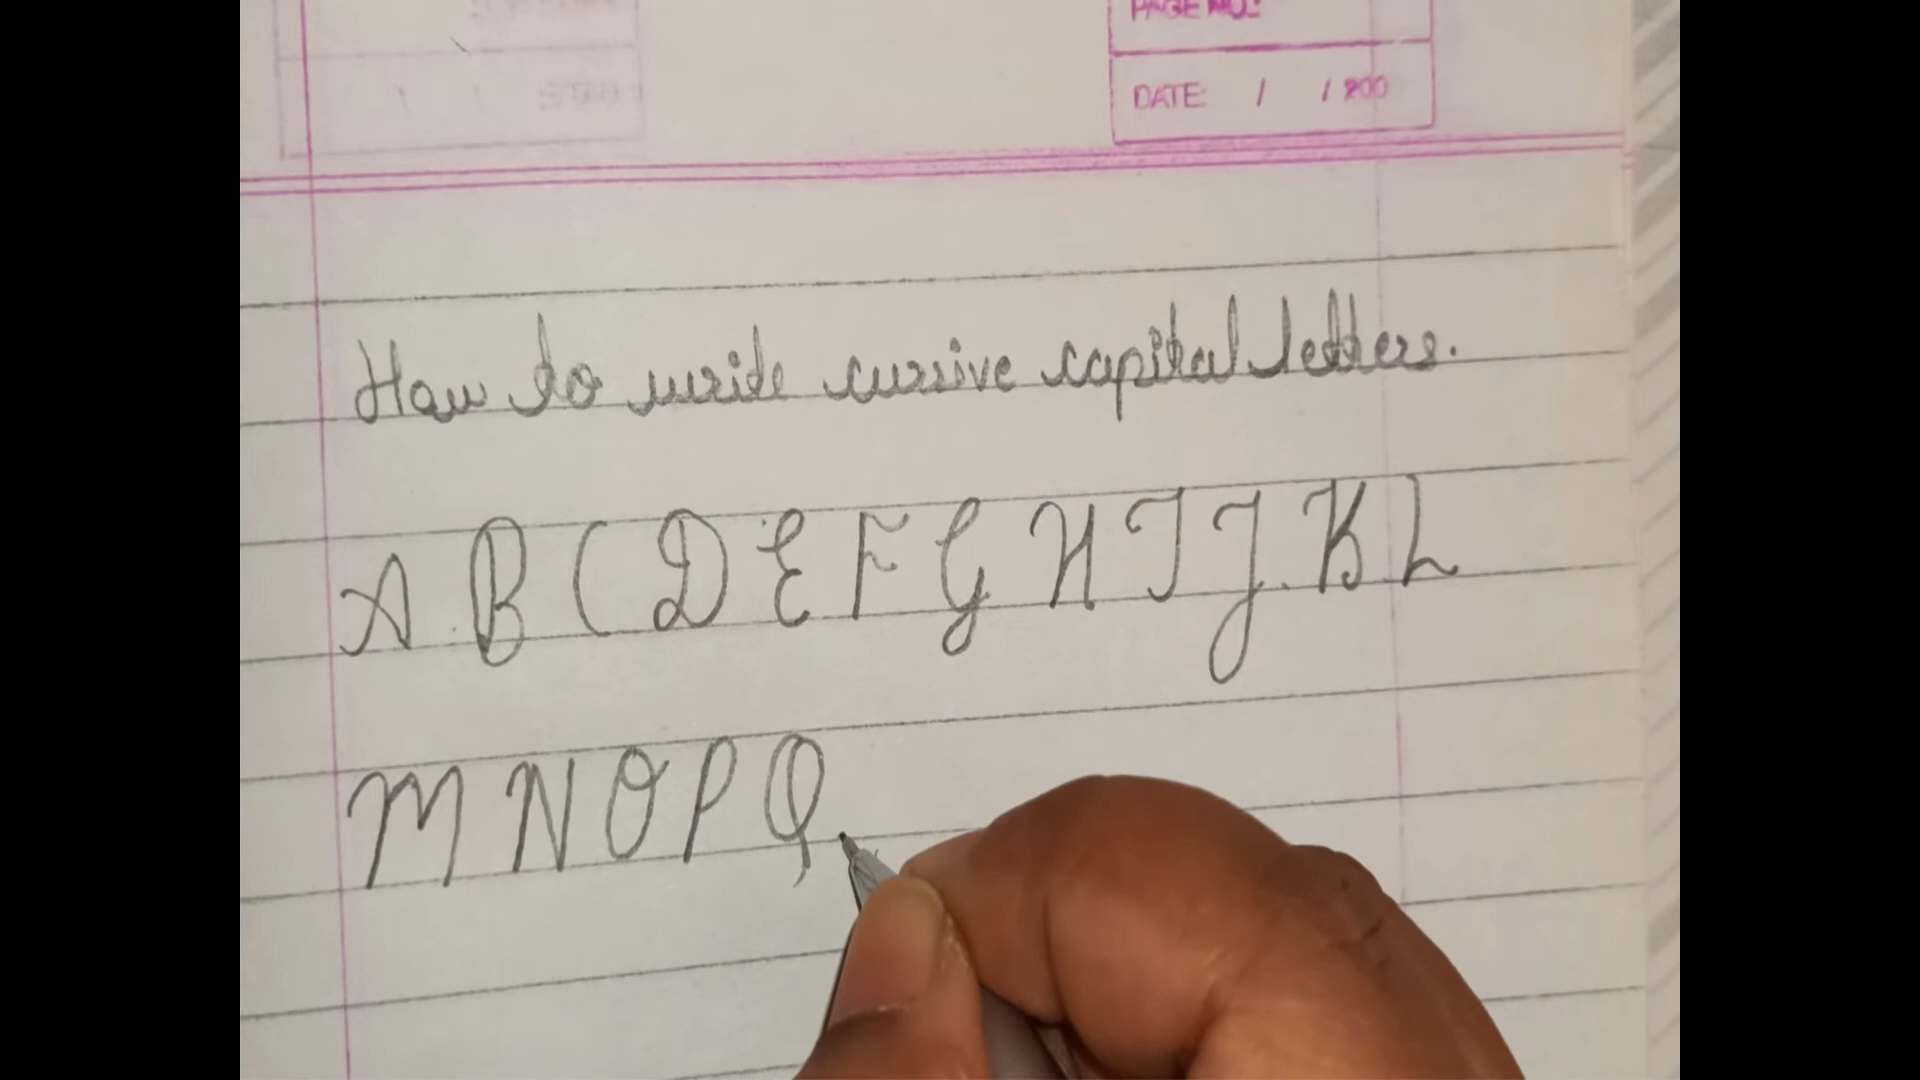 PAGE NO.:
DATE: / / 200
How to write cursive capital letters.
A B C D E F G H I J K L
M N O P Q